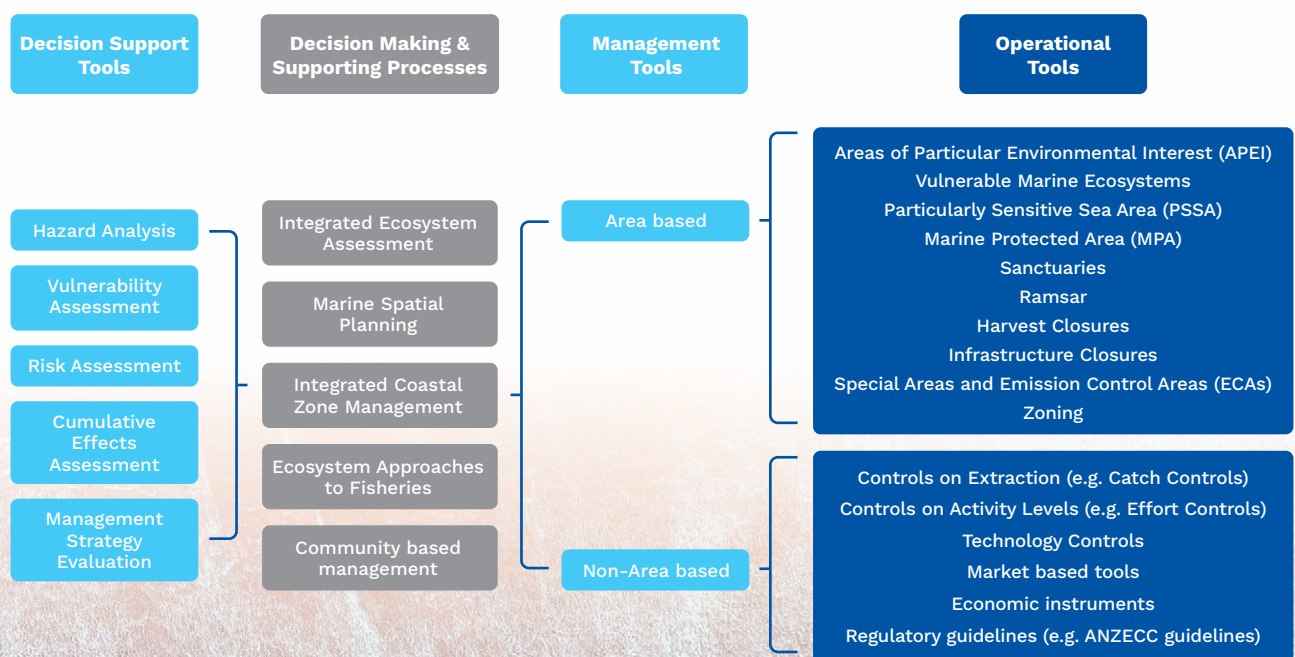 Decision Support
Tools
Decision Making &
Supporting Processes
Management
Tools
Operational
Tools
Hazard Analysis
Vulnerability
Assessment
Risk Assessment
Cumulative
Effects
Assessment
Management
Strategy
Evaluation
Integrated Ecosystem
Assessment
Marine Spatial
Planning
Integrated Coastal
Zone Management
Ecosystem Approaches
to Fisheries
Community based
management
Area based
Non-Area based
Areas of Particular Environmental Interest (APEI)
Vulnerable Marine Ecosystems
Particularly Sensitive Sea Area (PSSA)
Marine Protected Area (MPA)
Sanctuaries
Ramsar
Harvest Closures
Infrastructure Closures
Special Areas and Emission Control Areas (ECAs)
Zoning
Controls on Extraction (e.g. Catch Controls)
Controls on Activity Levels (e.g. Effort Controls)
Technology Controls
Market based tools
Economic instruments
Regulatory guidelines (e.g. ANZECC guidelines)